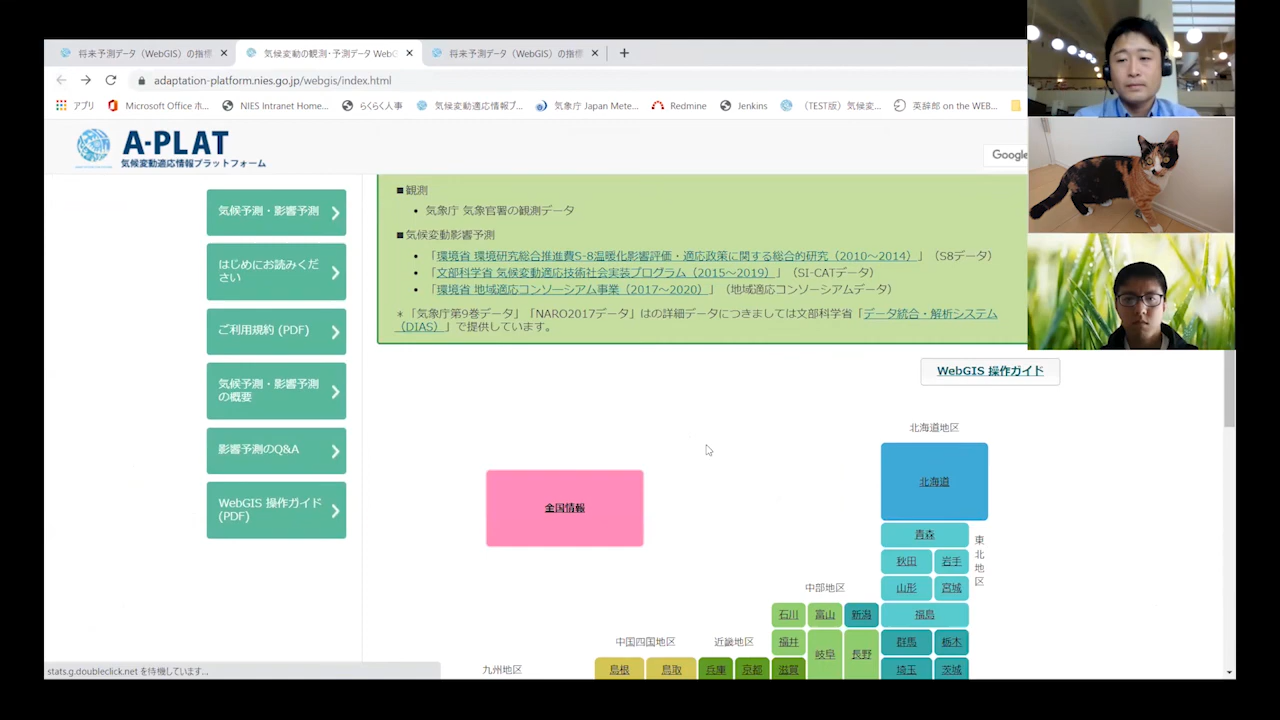 将来予測データ（WebGIS）の指標
気候変動の観測・予測データ WebG
将来予測データ（WebGIS）の指標
adaptation-platform.nies.go.jp/webgis/index.html
アプリ
Microsoft Office ホ...
NIES Intranet Home...
らくらく人事
気候変動適応情報プ...
気象庁 Japan Mete...
Redmine
Jenkins
（TEST版）気候変...
英辞郎 on the WEB...
A-PLAT
気候変動適応情報プラットフォーム
Google
気候予測・影響予測
はじめにお読みくだ
さい
ご利用規約 (PDF)
気候予測・影響予測
の概要
影響予測のQ&A
WebGIS 操作ガイド
(PDF)
■観測
• 気象庁 気象官署の観測データ
■気候変動影響予測
• 「環境省 環境研究総合推進費S-8温暖化影響評価・適応政策に関する総合的研究（2010～2014）」（S8データ）
• 「文部科学省 気候変動適応技術社会実装プログラム（2015～2019）」（SI-CATデータ）
• 「環境省 地域適応コンソーシアム事業（2017～2020）」（地域適応コンソーシアムデータ）
＊「気象庁第9巻データ」「NARO2017データ」はの詳細データにつきましては文部科学省「データ統合・解析システム
（DIAS）」で提供しています。
WebGIS 操作ガイド
北海道地区
全国情報
北海道
青森
東北地区
秋田 岩手
山形 宮城
中部地区
石川 富山 新潟 福島
中国四国地区 近畿地区 福井 岐阜 長野 群馬 栃木
九州地区 島根 鳥取 兵庫 京都 滋賀 埼玉 茨城
stats.g.doubleclick.net を待機しています...